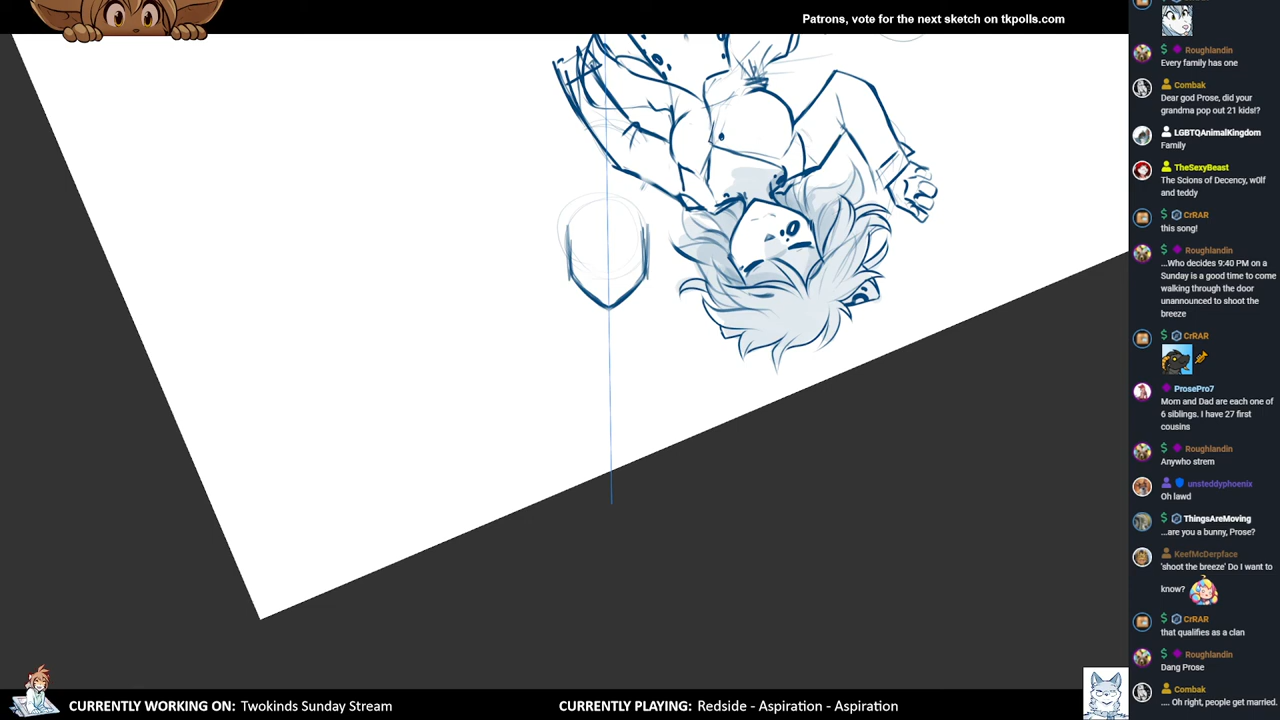 Patrons, vote for the next sketch on tkpolls.com
Roughlandin
Every family has one
Combak
Dear god Prose, did your
grandma pop out 21 kids!?
LGBTQAnimalKingdom
Family
TheSexyBeast
The Scions of Decency, w0lf
and teddy
CrRAR
this song!
Roughlandin
...Who decides 9:40 PM on a
Sunday is a good time to come
walking through the door
unannounced to shoot the
breeze
CrRAR
ProsePro7
Mom and Dad are each one of
6 siblings. I have 27 first
cousins
Roughlandin
Anywho strem
unsteddyphoenix
Oh lawd
ThingsAreMoving
...are you a bunny, Prose?
KeefMcDerpface
'shoot the breeze' Do I want to
know?
CrRAR
that qualifies as a clan
Roughlandin
Dang Prose
Combak
.... Oh right, people get married.
CURRENTLY WORKING ON: Twokinds Sunday Stream
CURRENTLY PLAYING: Redside - Aspiration - Aspiration